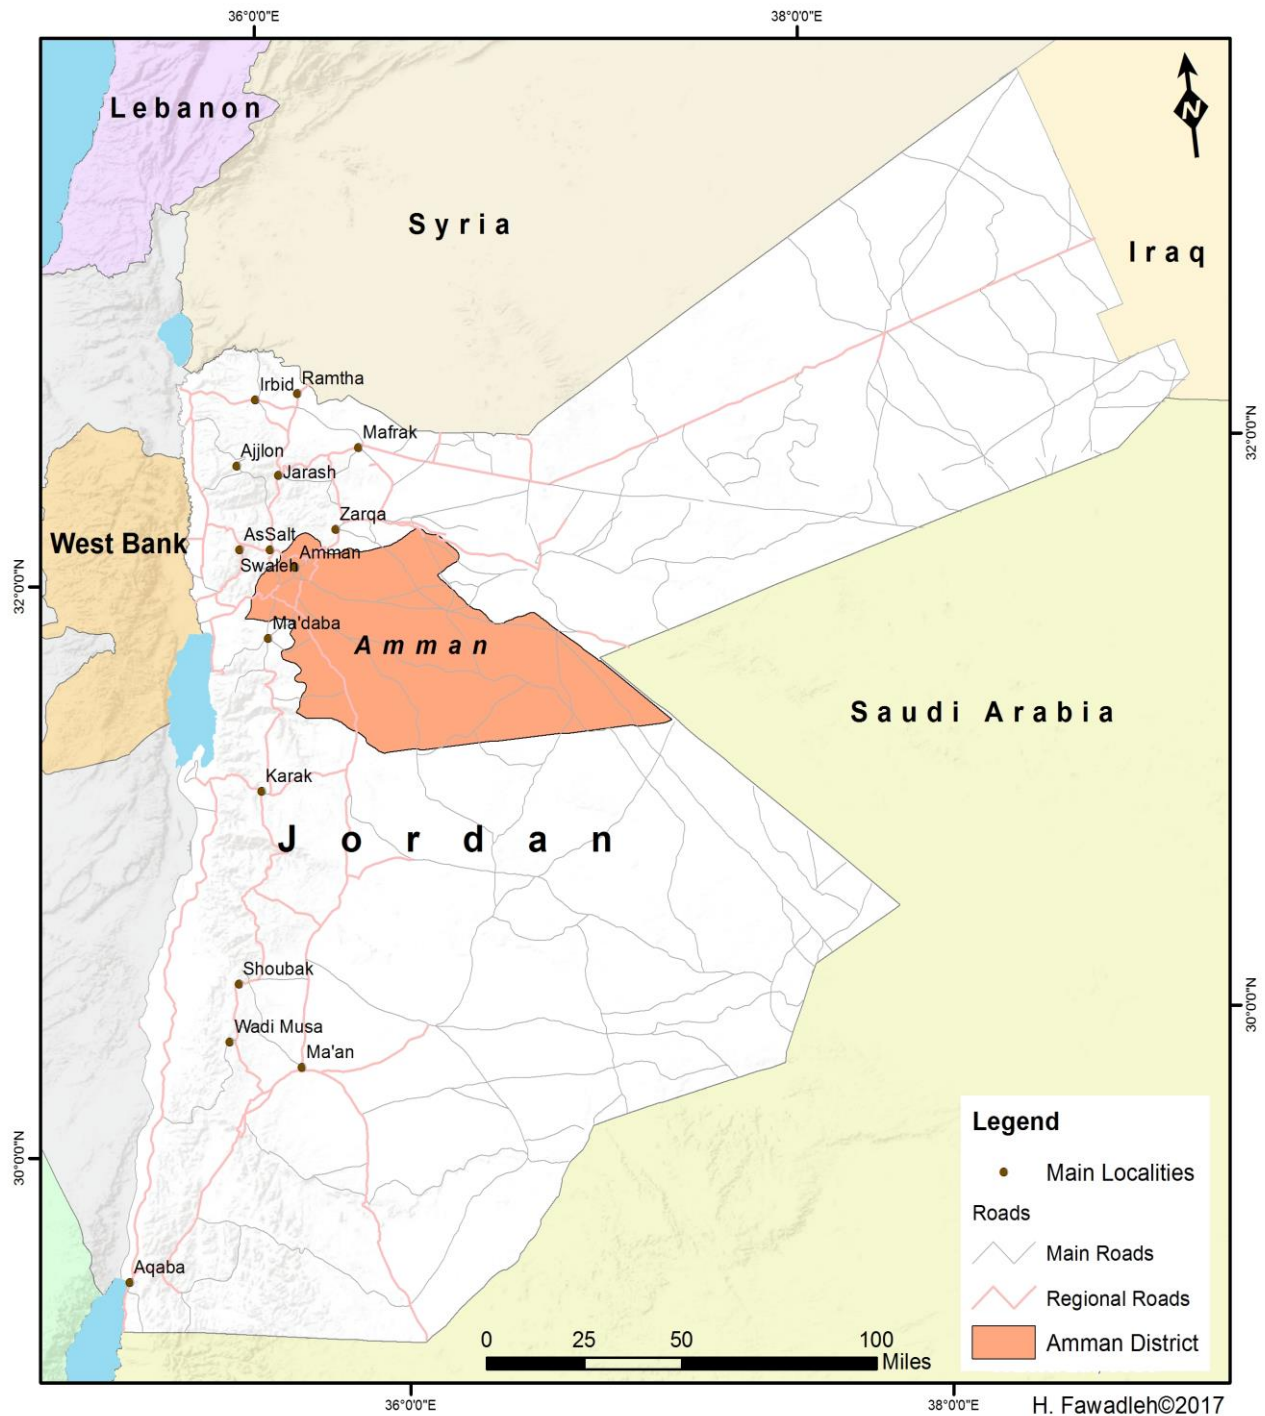 36°0'0"E
38°0'0"E
Lebanon
N
Syria
Iraq
Irbid
Ramtha
Mafrak
32°0'0"N
Ajjlon
Jarash
Zarqa
West Bank
AsSalt
Swaleh
Amman
32°0'0"N
Ma'daba
Amman
Saudi Arabia
Karak
Jordan
Shoubak
30°0'0"N
Wadi Musa
Ma'an
Legend
Main Localities
30°0'0"N
Roads
Main Roads
Aqaba
Regional Roads
0 25 50 100
Miles
Amman District
36°0'0"E
38°0'0"E
H. Fawadleh©2017